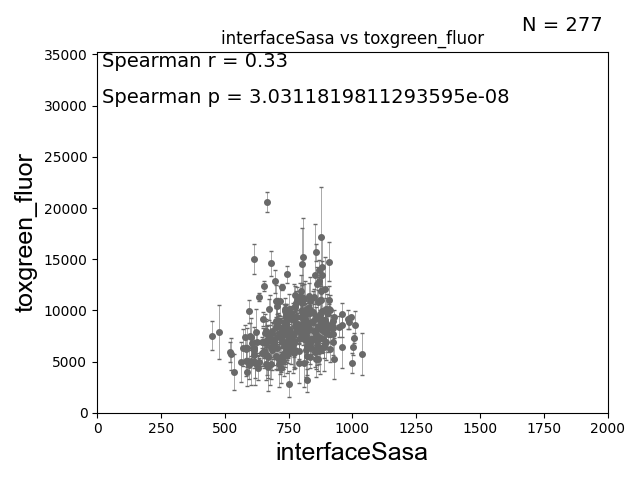 N = 277
interfaceSasa vs toxgreen_fluor
Spearman r = 0.33
Spearman p = 3.0311819811293595e-08
toxgreen_fluor
35000
30000
25000
20000
15000
10000
5000
0
0 250 500 750 1000 1250 1500 1750 2000
interfaceSasa